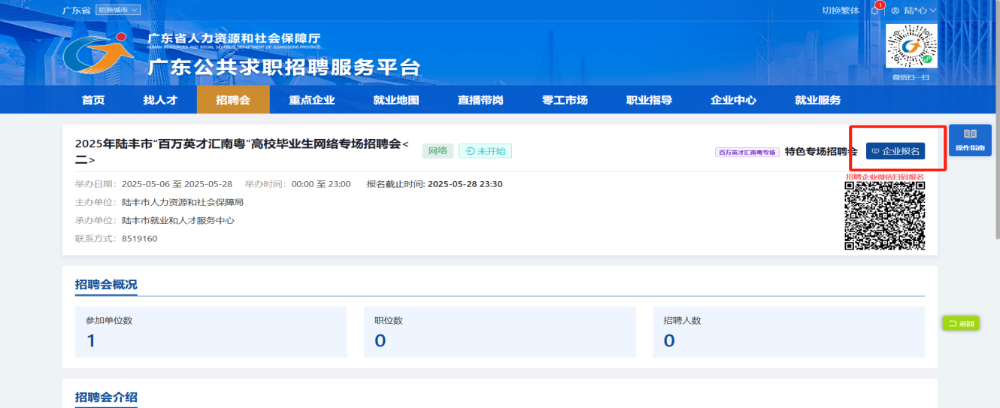 广东省 切换城市
切换繁体 1 陆*心
广东省人力资源和社会保障厅
HUMAN RESOURCES AND SOCIAL SECURITY DEPARTMENT OF GUANGDONG PROVINCE
广东公共求职招聘服务平台
微信扫一扫
首页 找人才 招聘会 重点企业 就业地图 直播带岗 零工市场 职业指导 企业中心 就业服务
2025年陆丰市“百万英才汇南粤”高校毕业生网络专场招聘会<
二>
网络 未开始
百万英才汇南粤专场 特色专场招聘会 企业报名
操作指南
举办日期: 2025-05-06 至 2025-05-28 举办时间: 00:00 至 23:00 报名截止时间: 2025-05-28 23:30
招聘企业微信扫码报名
主办单位: 陆丰市人力资源和社会保障局
承办单位: 陆丰市就业和人才服务中心
联系方式: 8519160
招聘会概况
参加单位数 职位数 招聘人数
1 0 0
返回
招聘会介绍